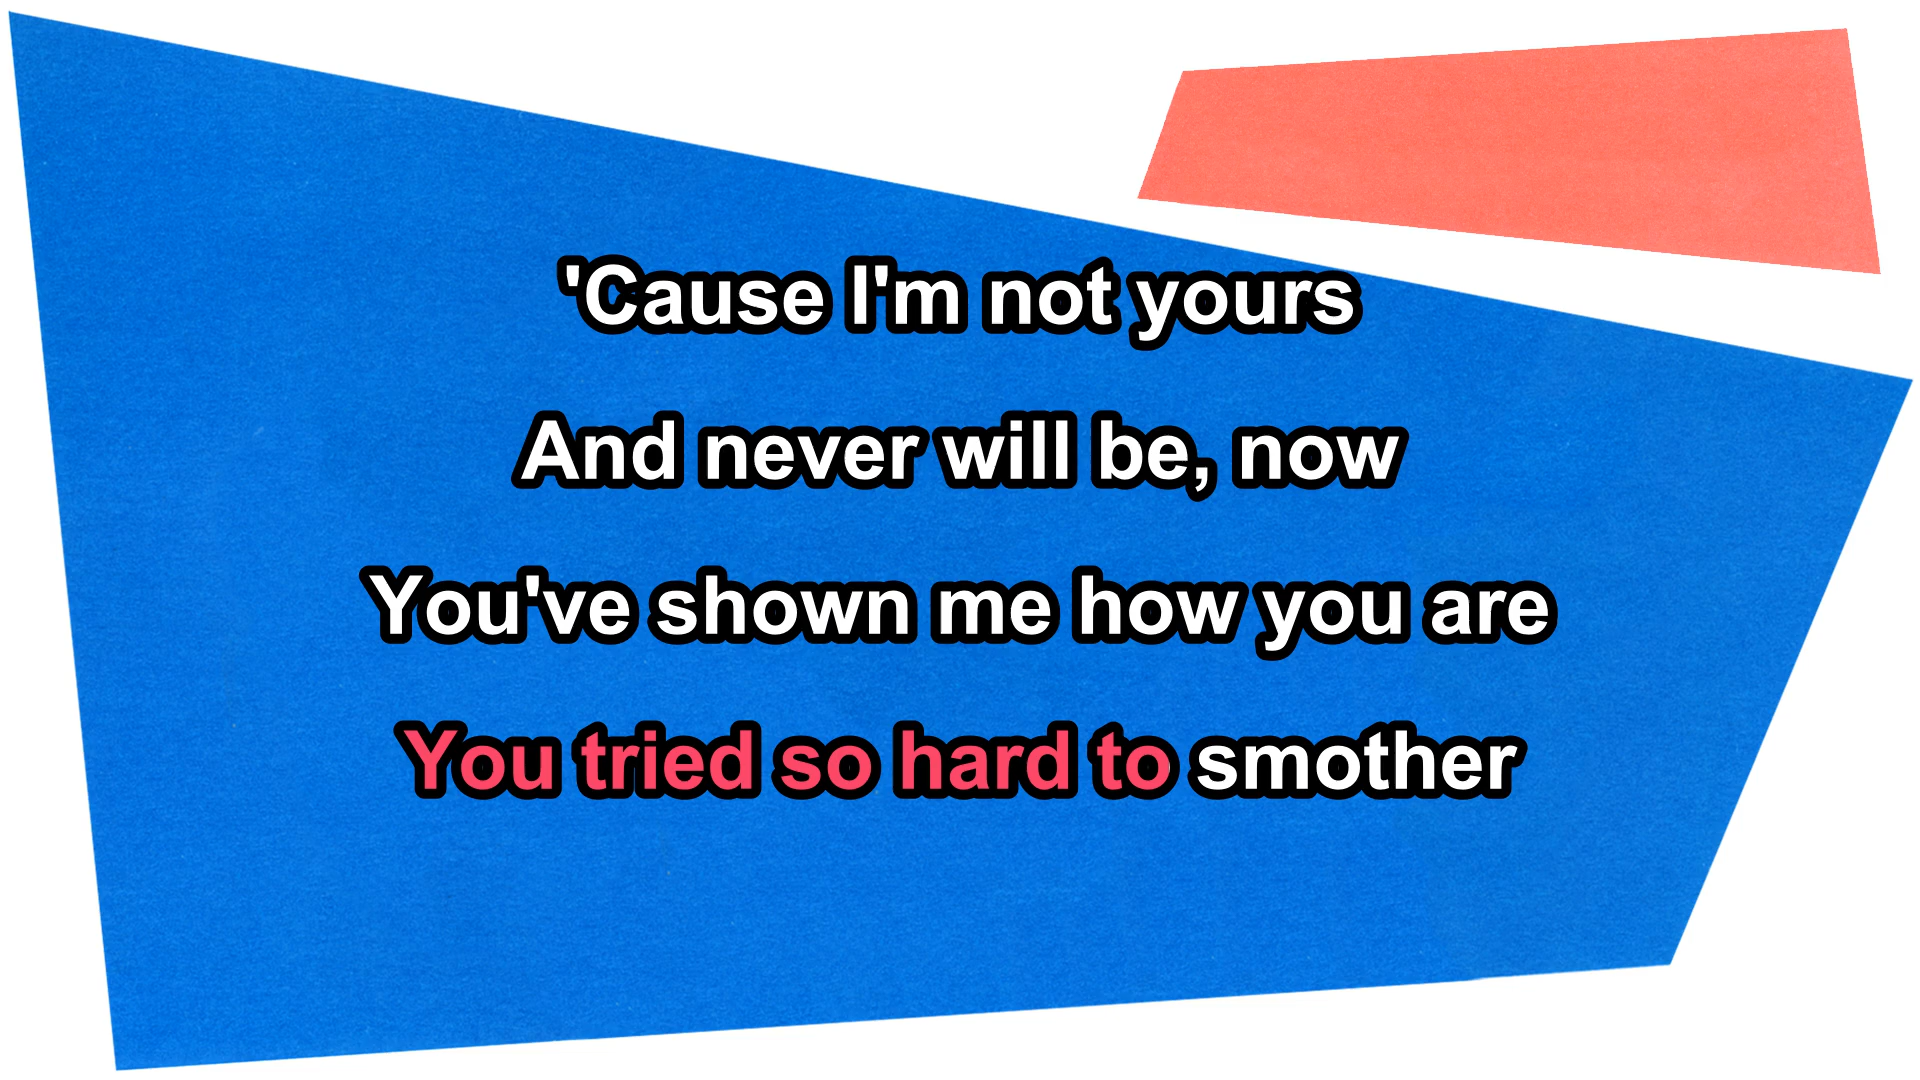 'Cause I'm not yours
And never will be, now
You've shown me how you are
You tried so hard to smother